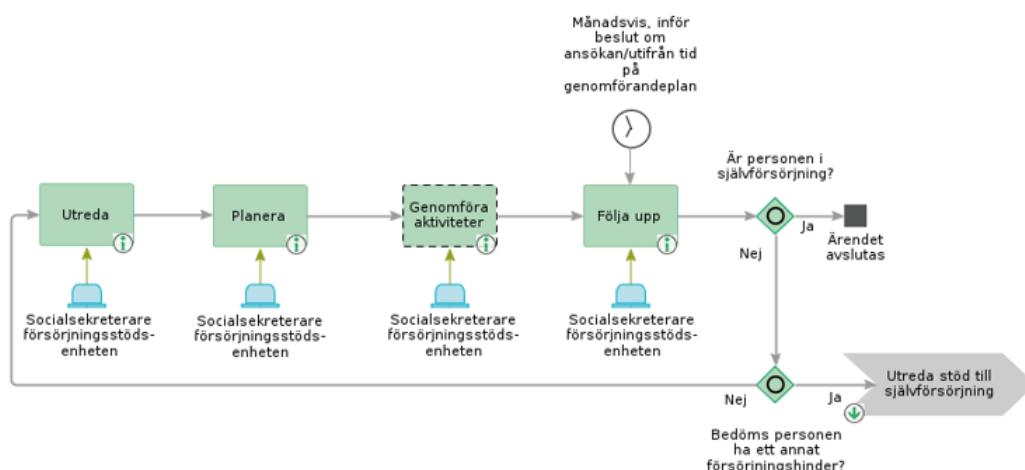 Månadsvis, inför
beslut om
ansökan/utifrån tid
på
genomförandeplan
Är personen i
självförsörjning?
Utreda
Planera
Genomföra
aktiviteter
Följa upp
Ja
Ärendet
avslutas
Nej
Socialsekreterare
försörjningsstöds-
enheten
Socialsekreterare
försörjningsstöds-
enheten
Socialsekreterare
försörjningsstöds-
enheten
Socialsekreterare
försörjningsstöds-
enheten
Utreda stöd till
självförsörjning
Nej
Ja
Bedöms personen
ha ett annat
försörjningshinder?